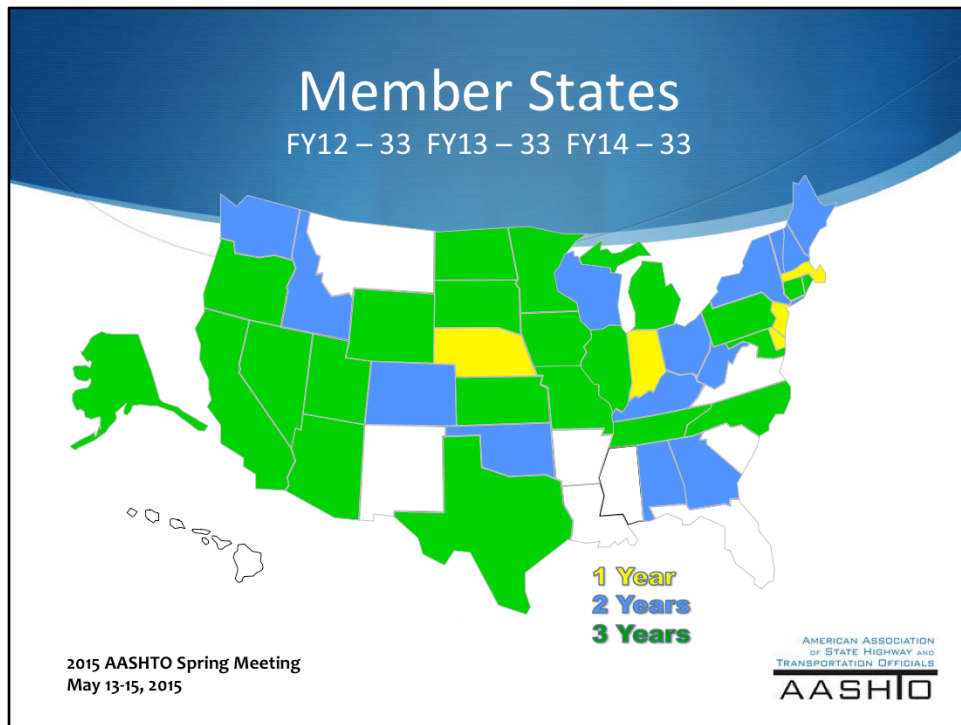 Member States
FY12 – 33 FY13 – 33 FY14 – 33
1 Year
2 Years
3 Years
2015 AASHTO Spring Meeting
May 13-15, 2015
AMERICAN ASSOCIATION
OF STATE HIGHWAY AND
TRANSPORTATION OFFICIALS
AASHTO